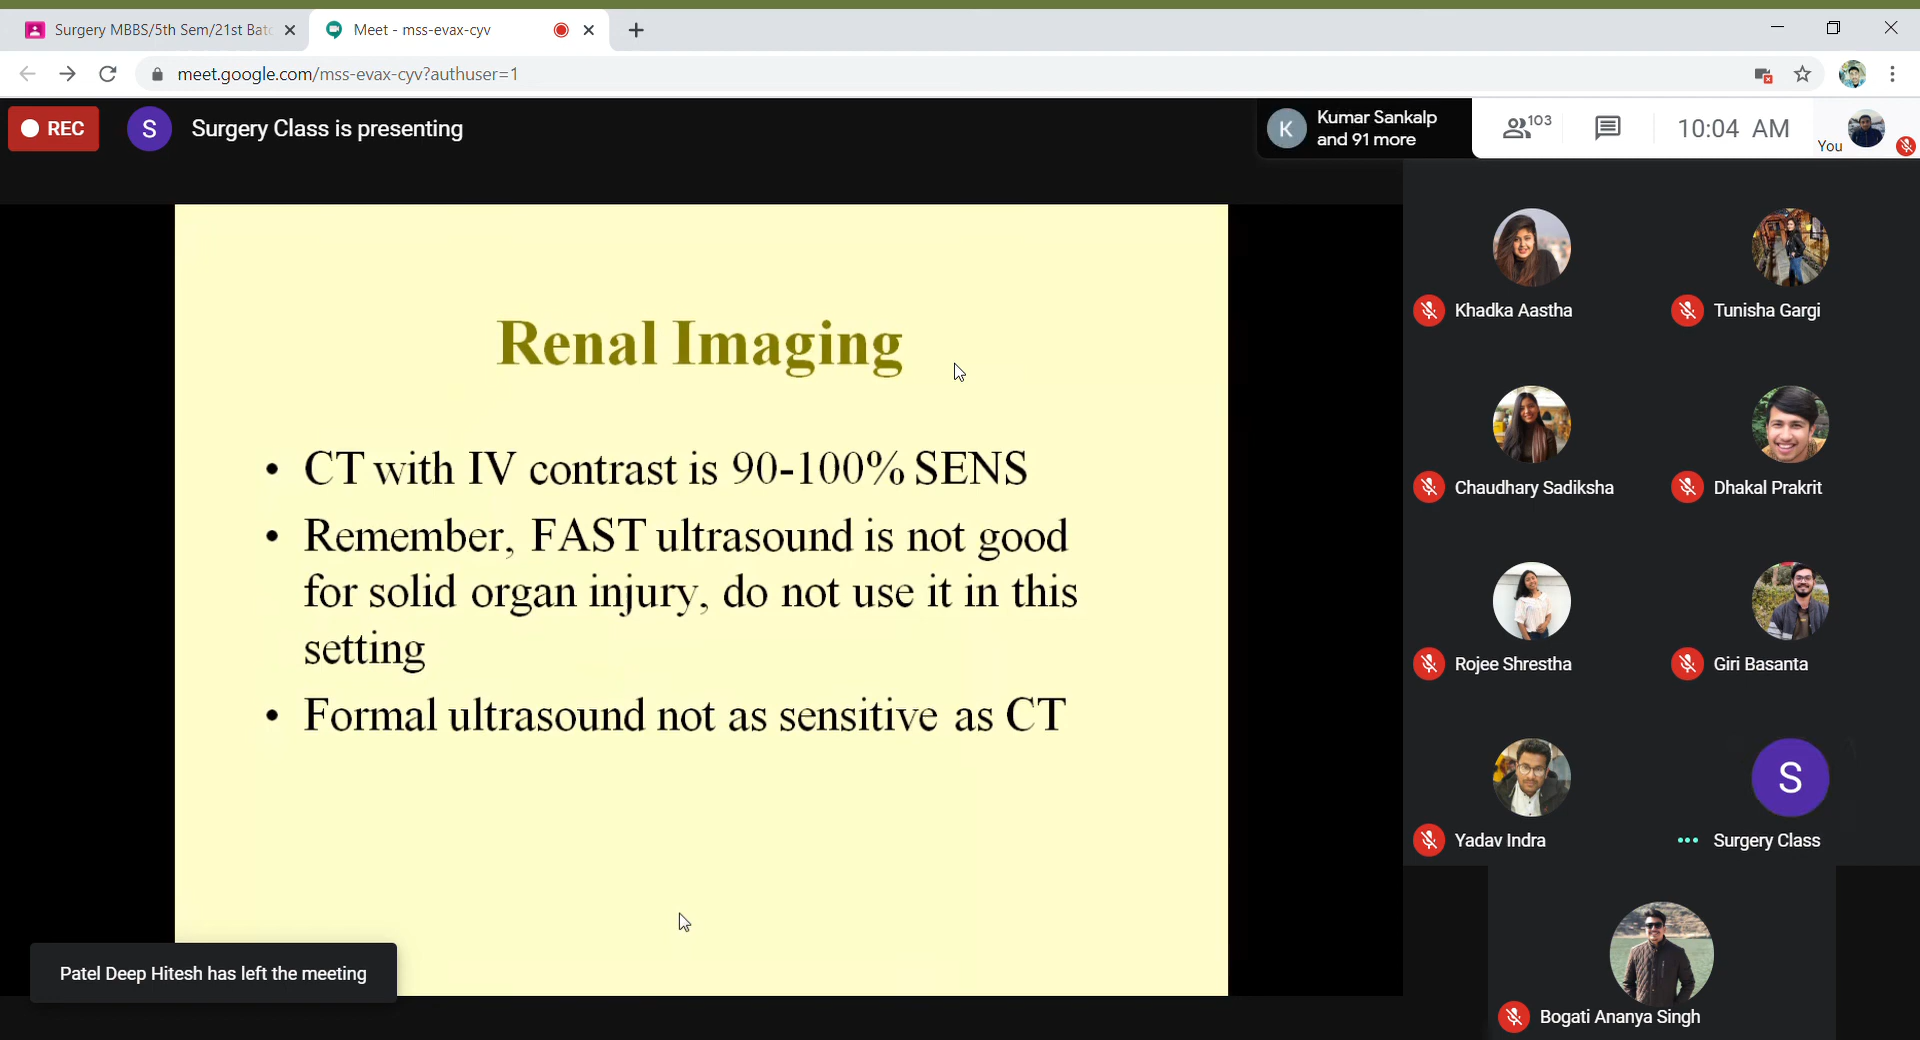 Surgery MBBS/5th Sem/21st Bat
Meet - mss-evax-cyv
meet.google.com/mss-evax-cyv?authuser=1
REC
S
Surgery Class is presenting
K
Kumar Sankalp
and 91 more
103
10:04 AM
You
Renal Imaging
• CT with IV contrast is 90-100% SENS
• Remember, FAST ultrasound is not good
for solid organ injury, do not use it in this
setting
• Formal ultrasound not as sensitive as CT
Khadka Aastha
Tunisha Gargi
Chaudhary Sadiksha
Dhakal Prakrit
Rojee Shrestha
Giri Basanta
Yadav Indra
S
Surgery Class
Bogati Ananya Singh
Patel Deep Hitesh has left the meeting